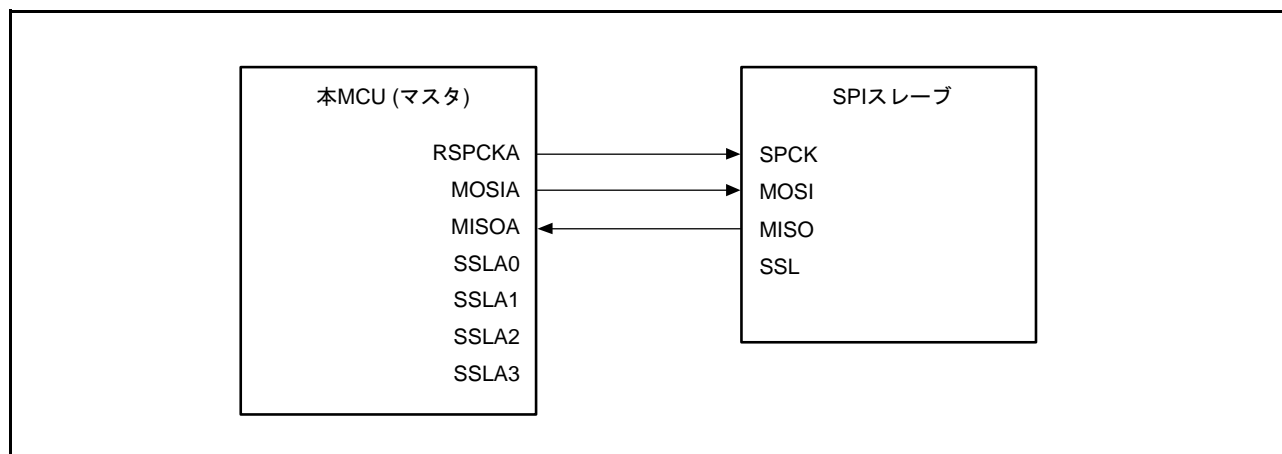 本MCU (マスタ)
RSPCKA
MOSIA
MISOA
SSLA0
SSLA1
SSLA2
SSLA3
SPIスレーブ
SPCK
MOSI
MISO
SSL